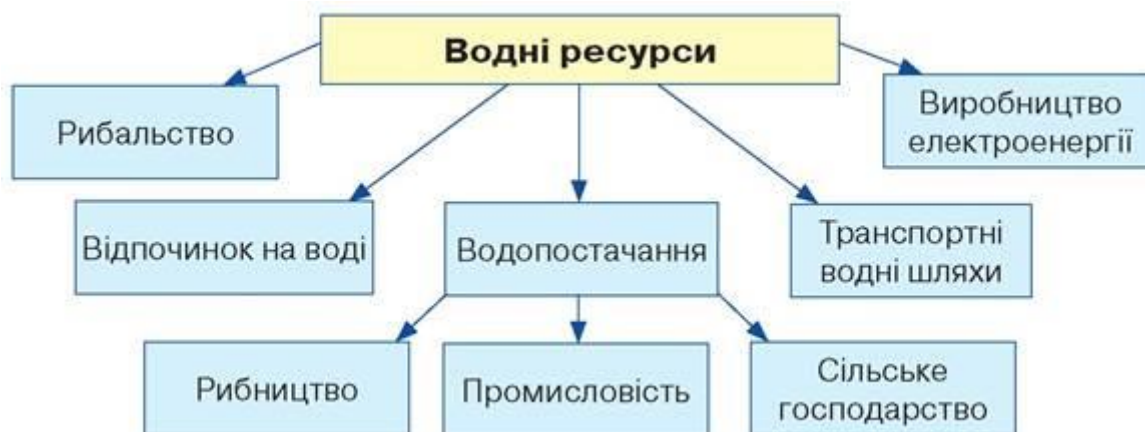 Водні ресурси
Рибальство
Виробництво
електроенергії
Відпочинок на воді
Водопостачання
Транспортні
водні шляхи
Рибництво
Промисловість
Сільське
господарство